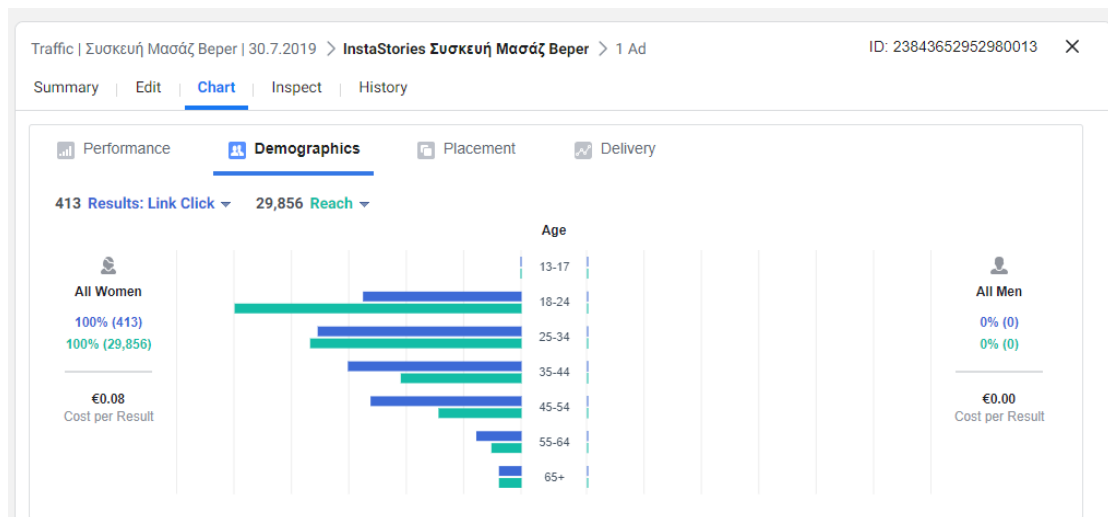 Traffic | Συσκευή Μασάζ Beper | 30.7.2019 > InstaStories Συσκευή Μασάζ Beper > 1 Ad
ID: 23843652952980013
Summary | Edit | Chart | Inspect | History
Performance Demographics Placement Delivery
413 Results: Link Click 29,856 Reach
Age
All Women
100% (413)
100% (29,856)
€0.08
Cost per Result
13-17
18-24
25-34
35-44
45-54
55-64
65+
All Men
0% (0)
0% (0)
€0.00
Cost per Result